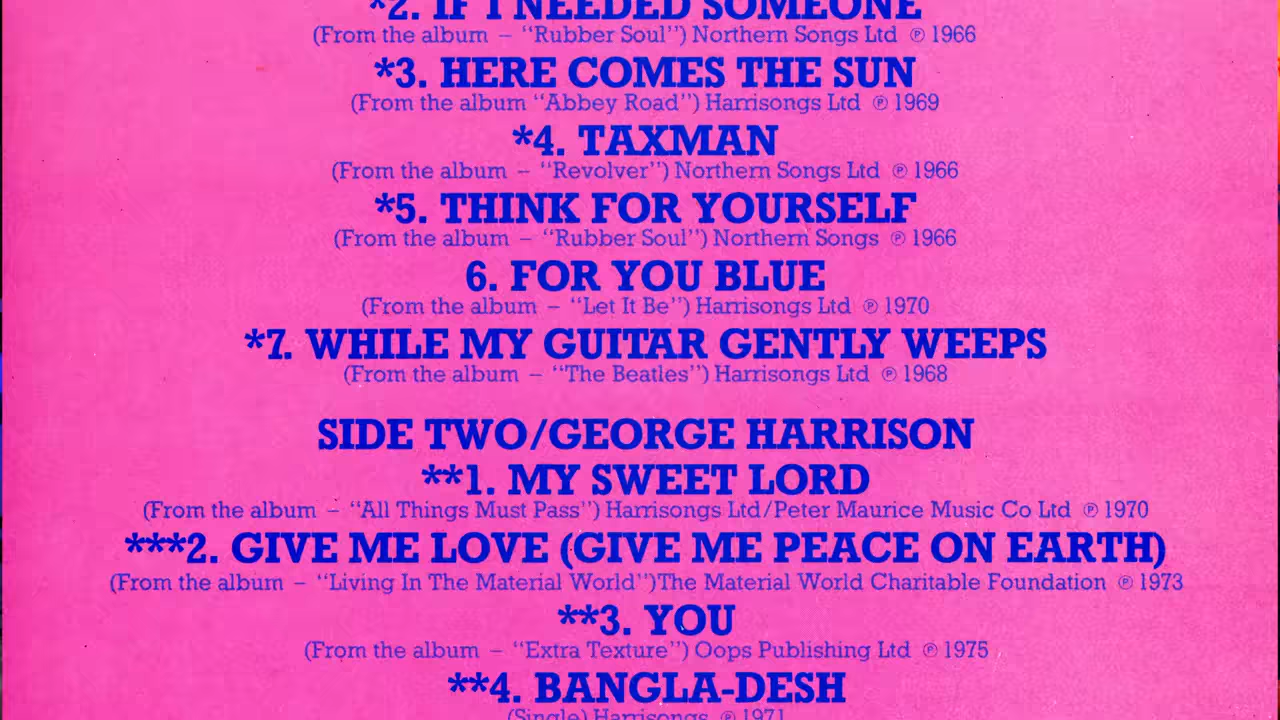 *2. IF I NEEDED SOMEONE
(From the album – "Rubber Soul") Northern Songs Ltd ℗ 1966
*3. HERE COMES THE SUN
(From the album "Abbey Road") Harrisongs Ltd ℗ 1969
*4. TAXMAN
(From the album – "Revolver") Northern Songs Ltd ℗ 1966
*5. THINK FOR YOURSELF
(From the album – "Rubber Soul") Northern Songs ℗ 1966
6. FOR YOU BLUE
(From the album – "Let It Be") Harrisongs Ltd ℗ 1970
*7. WHILE MY GUITAR GENTLY WEEPS
(From the album – "The Beatles") Harrisongs Ltd ℗ 1968
SIDE TWO/GEORGE HARRISON
**1. MY SWEET LORD
(From the album – "All Things Must Pass") Harrisongs Ltd/Peter Maurice Music Co Ltd ℗ 1970
***2. GIVE ME LOVE (GIVE ME PEACE ON EARTH)
(From the album – "Living In The Material World")The Material World Charitable Foundation ℗ 1973
**3. YOU
(From the album – "Extra Texture") Oops Publishing Ltd ℗ 1975
**4. BANGLA-DESH
(Single) Harrisongs ℗ 1971